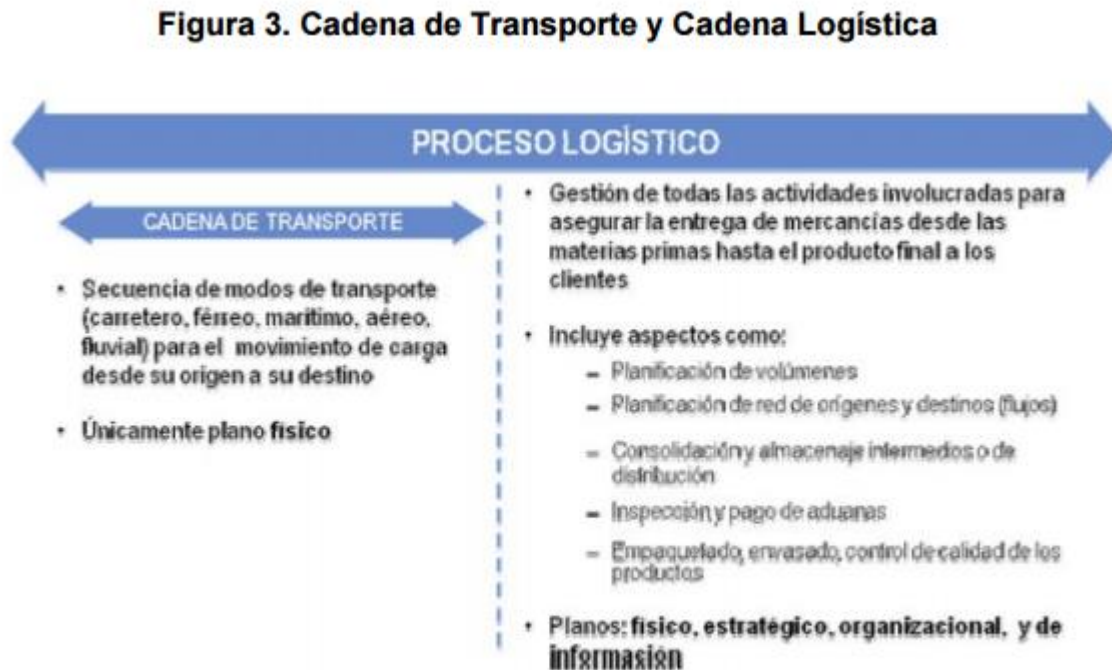 Figura 3. Cadena de Transporte y Cadena Logística
PROCESO LOGÍSTICO
CADENA DE TRANSPORTE
• Secuencia de modos de transporte
(carretero, férreo, marítimo, aéreo,
fluvial) para el movimiento de carga
desde su origen a su destino
• Únicamente plano físico
• Gestión de todas las actividades involucradas para
asegurar la entrega de mercancías desde las
materias primas hasta el producto final a los
clientes
• Incluye aspectos como:
– Planificación de volúmenes
– Planificación de red de orígenes y destinos (flujos)
– Consolidación y almacenaje intermedios o de
distribución
– Inspección y pago de aduanas
– Empaquetado, envasado, control de calidad de los
productos
• Planos: físico, estratégico, organizacional, y de
informasión